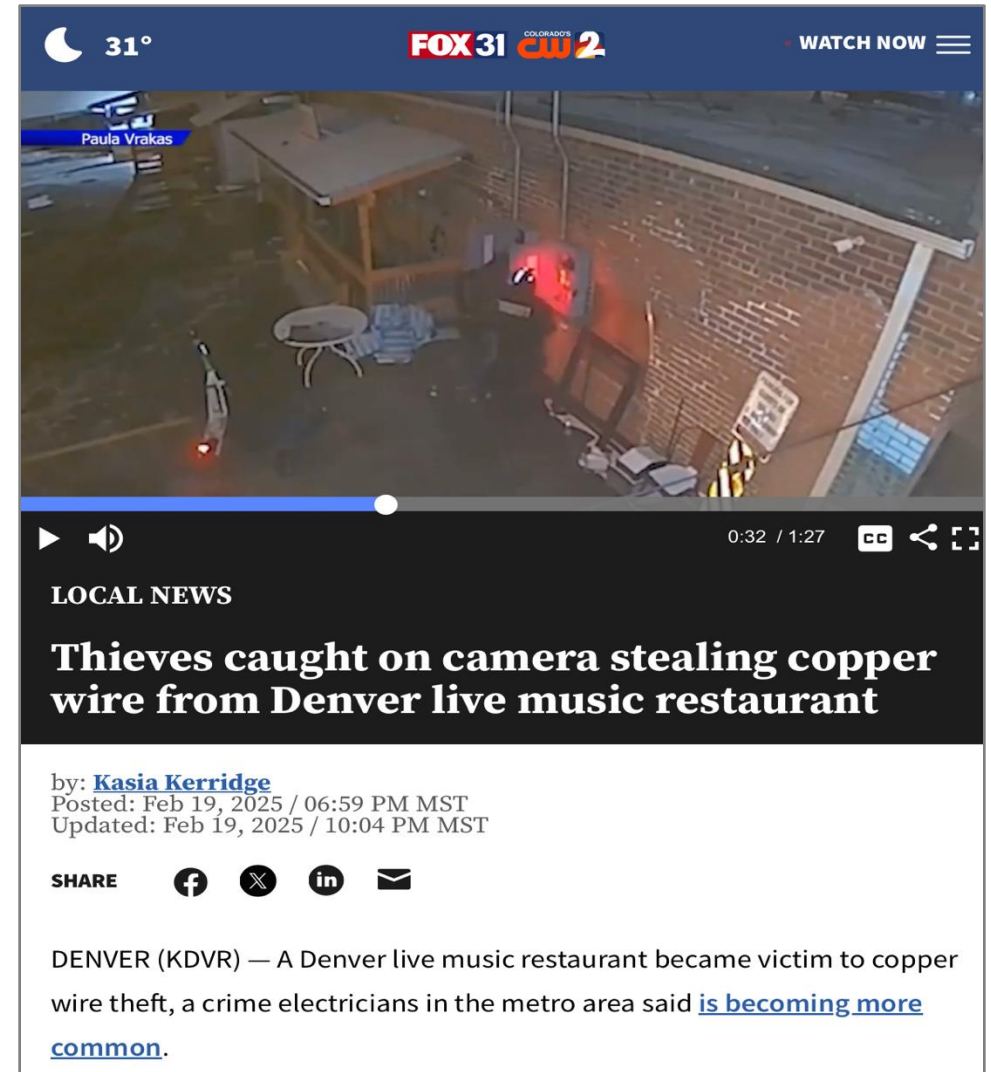 31°
FOX 31 COLORADO'S CW 2
WATCH NOW
Paula Vrakas
0:32 / 1:27
CC
LOCAL NEWS
Thieves caught on camera stealing copper
wire from Denver live music restaurant
by: Kasia Kerridge
Posted: Feb 19, 2025 / 06:59 PM MST
Updated: Feb 19, 2025 / 10:04 PM MST
SHARE
DENVER (KDVR) — A Denver live music restaurant became victim to copper
wire theft, a crime electricians in the metro area said is becoming more
common.